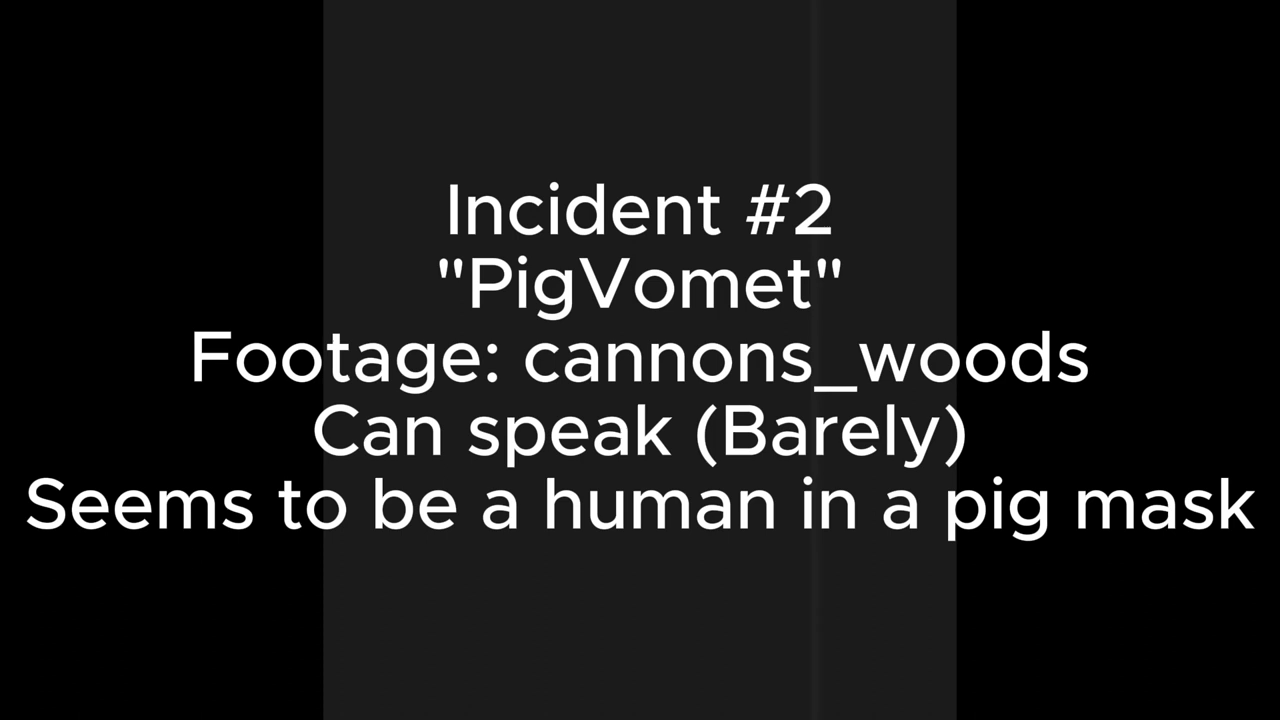 Incident #2
"PigVomet"
Footage: cannons_woods
Can speak (Barely)
Seems to be a human in a pig mask